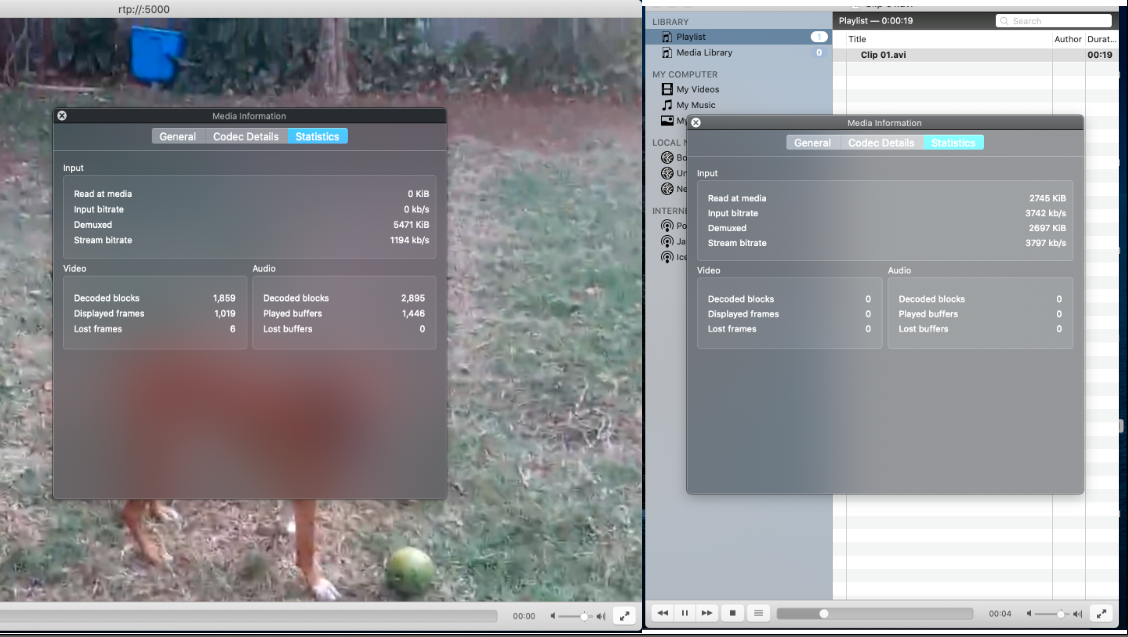 rtp://:5000
Media Information
General Codec Details Statistics
Input
Read at media 0 KiB
Input bitrate 0 kb/s
Demuxed 5471 KiB
Stream bitrate 1194 kb/s
Video Audio
Decoded blocks 1,859 Decoded blocks 2,895
Displayed frames 1,019 Played buffers 1,446
Lost frames 6 Lost buffers 0
00:00
LIBRARY
Playlist 1
Media Library 0
MY COMPUTER
My Videos
My Music
My
LOCAL N
Bo
Un
Ne
INTERNE
Po
Ja
Ice
Clip 01.avi
Playlist — 0:00:19 Search
Title Author Durat...
Clip 01.avi 00:19
Media Information
General Codec Details Statistics
Input
Read at media 2745 KiB
Input bitrate 3742 kb/s
Demuxed 2697 KiB
Stream bitrate 3797 kb/s
Video Audio
Decoded blocks 0 Decoded blocks 0
Displayed frames 0 Played buffers 0
Lost frames 0 Lost buffers 0
00:04